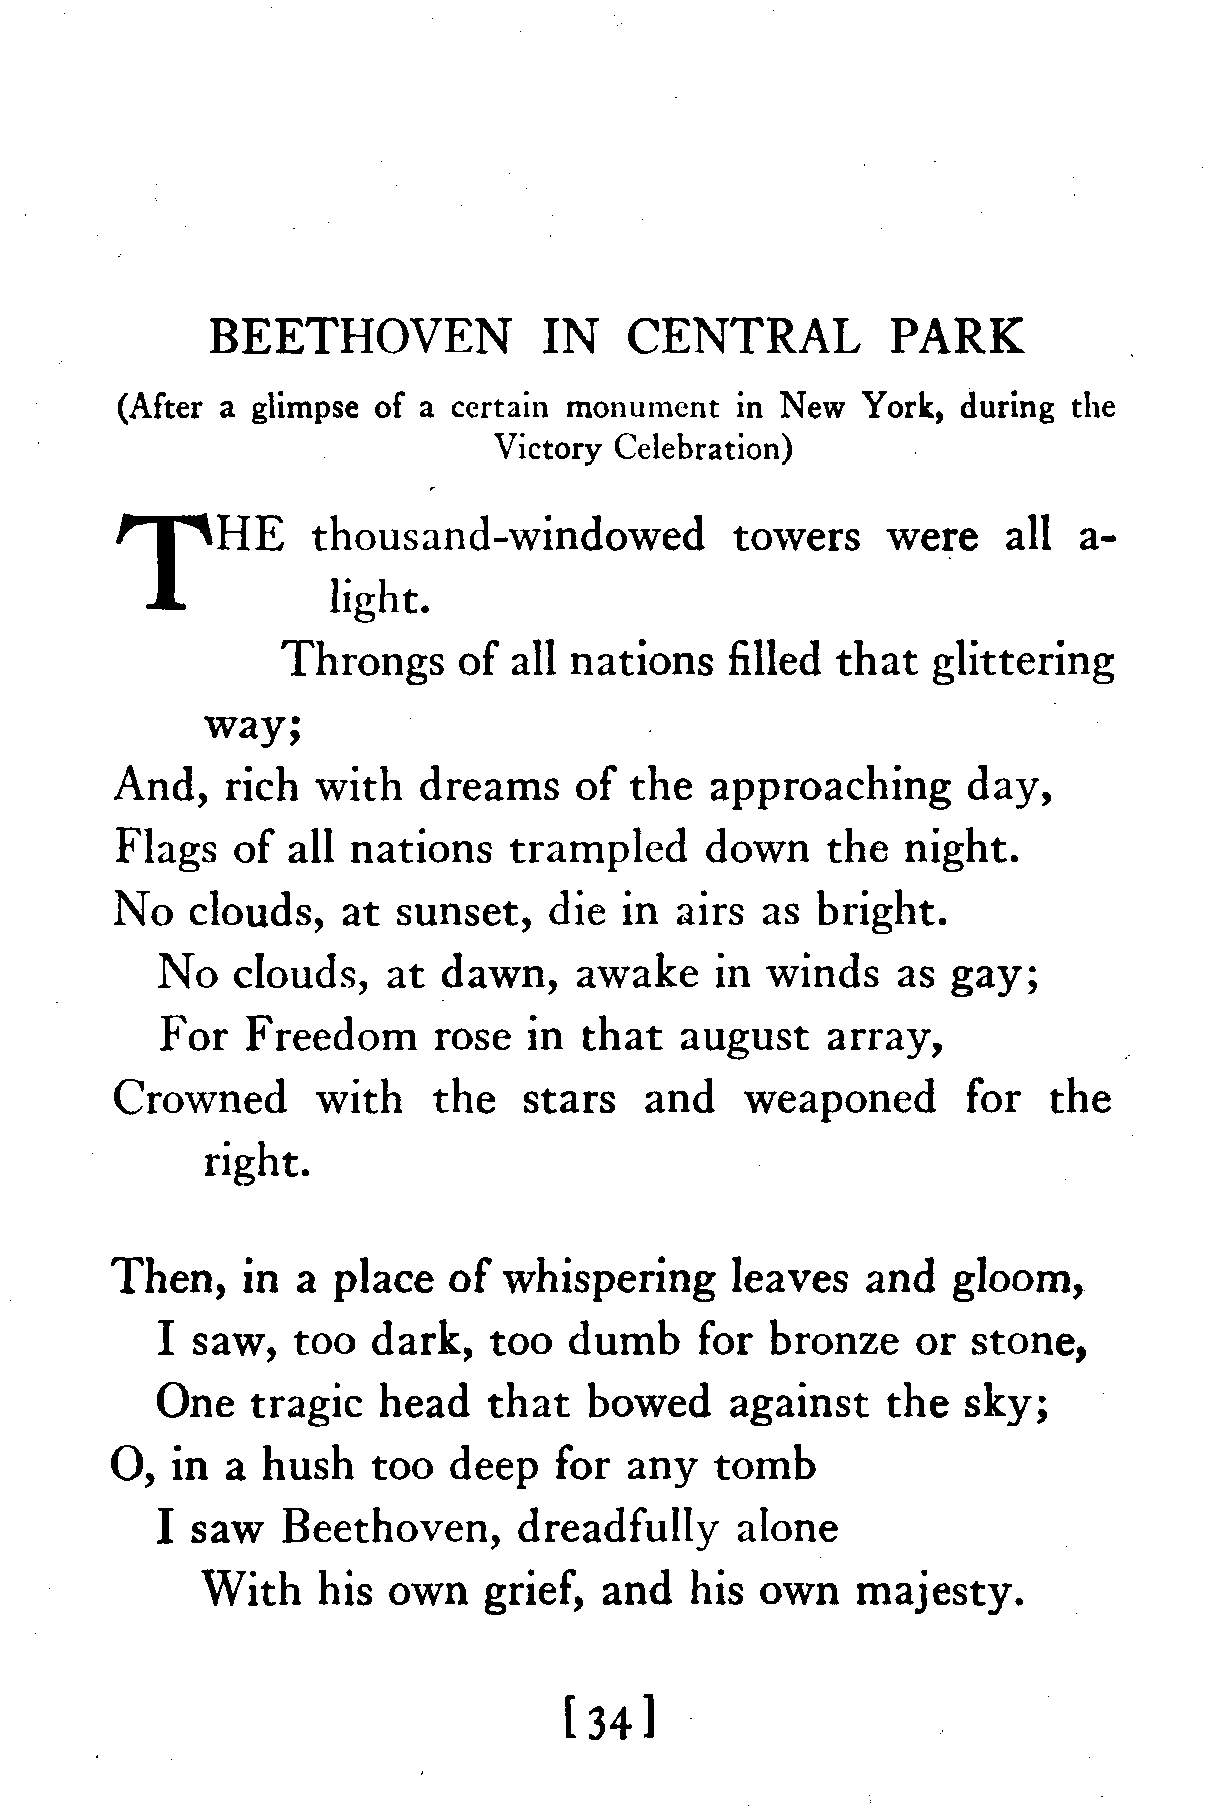 BEETHOVEN IN CENTRAL PARK
(After a glimpse of a certain monument in New York, during the
Victory Celebration)
THE thousand-windowed towers were all a-
light.
Throngs of all nations filled that glittering
way;
And, rich with dreams of the approaching day,
Flags of all nations trampled down the night.
No clouds, at sunset, die in airs as bright.
No clouds, at dawn, awake in winds as gay;
For Freedom rose in that august array,
Crowned with the stars and weaponed for the
right.
Then, in a place of whispering leaves and gloom,
I saw, too dark, too dumb for bronze or stone,
One tragic head that bowed against the sky;
O, in a hush too deep for any tomb
I saw Beethoven, dreadfully alone
With his own grief, and his own majesty.
[34]